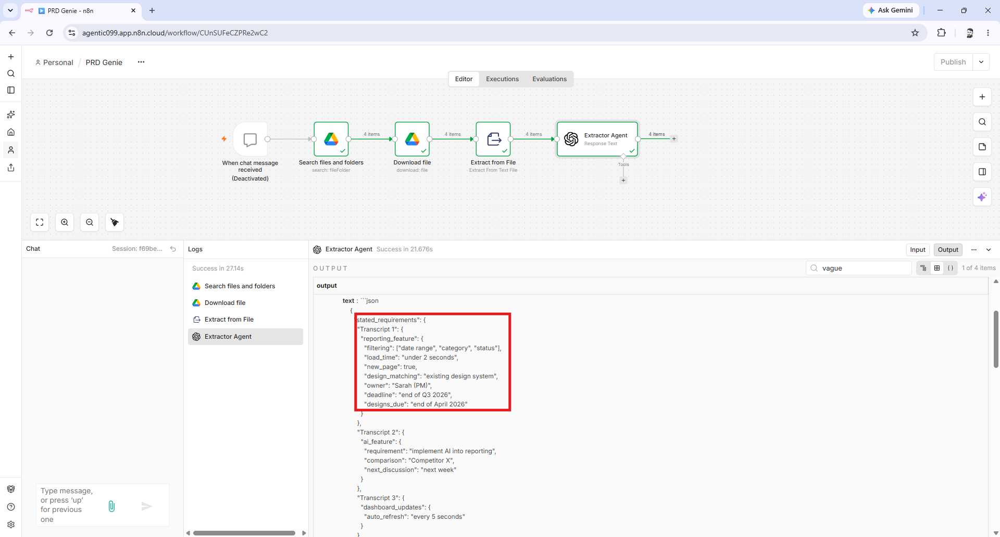 PRD Genie - n8n
Ask Gemini
agentic099.app.n8n.cloud/workflow/CUnSUFeCZPRe2wC2
Personal / PRD Genie ...
Publish
Editor Executions Evaluations
When chat message
received
(Deactivated)
4 items
Search files and folders
search: fileFolder
4 items
Download file
download: file
4 items
Extract from File
Extract From Text File
Extractor Agent
Response Text
4 items
Tools
Chat
Session: f69be...
Type message,
or press ‘up’
for previous
one
Logs
Success in 27.14s
Search files and folders
Download file
Extract from File
Extractor Agent
Extractor Agent Success in 21.676s
Input Output ...
OUTPUT
vague
1 of 4 items
output
text : ```json
{
"stated_requirements": {
"Transcript 1": {
"reporting_feature": {
"filtering": ["date range", "category", "status"],
"load_time": "under 2 seconds",
"new_page": true,
"design_matching": "existing design system",
"owner": "Sarah (PM)",
"deadline": "end of Q3 2026",
"designs_due": "end of April 2026"
}
},
"Transcript 2": {
"ai_feature": {
"requirement": "implement AI into reporting",
"comparison": "Competitor X",
"next_discussion": "next week"
}
},
"Transcript 3": {
"dashboard_updates": {
"auto_refresh": "every 5 seconds"
}
}